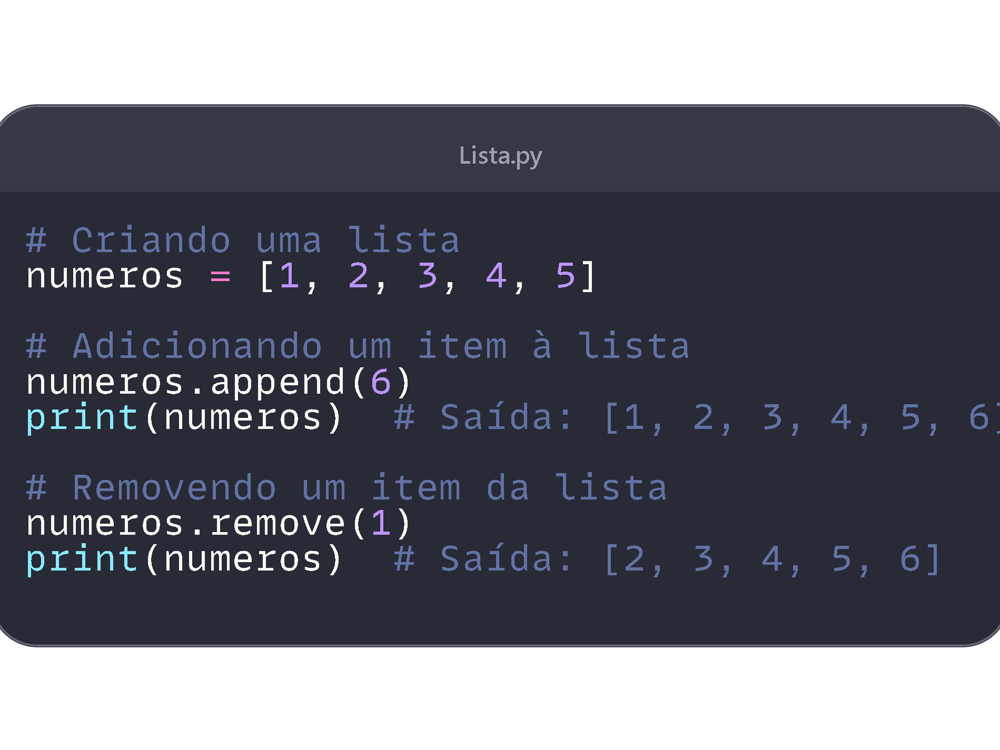 Lista.py
# Criando uma lista
numeros = [1, 2, 3, 4, 5]
# Adicionando um item à lista
numeros.append(6)
print(numeros)  # Saída: [1, 2, 3, 4, 5, 6]
# Removendo um item da lista
numeros.remove(1)
print(numeros)  # Saída: [2, 3, 4, 5, 6]